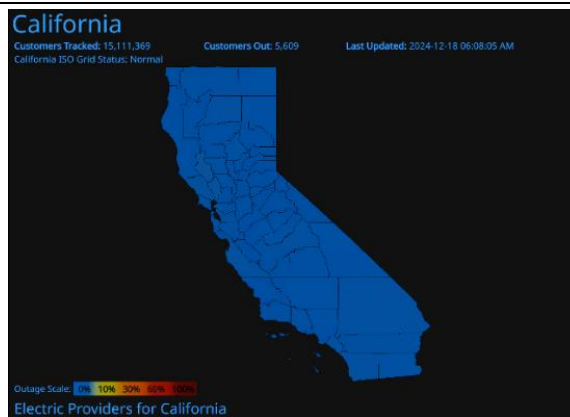 California
Customers Tracked: 15,111,369 Customers Out: 5,609 Last Updated: 2024-12-18 06:08:05 AM
California ISO Grid Status: Normal
Outage Scale: 0% 10% 30% 60% 100%
Electric Providers for California